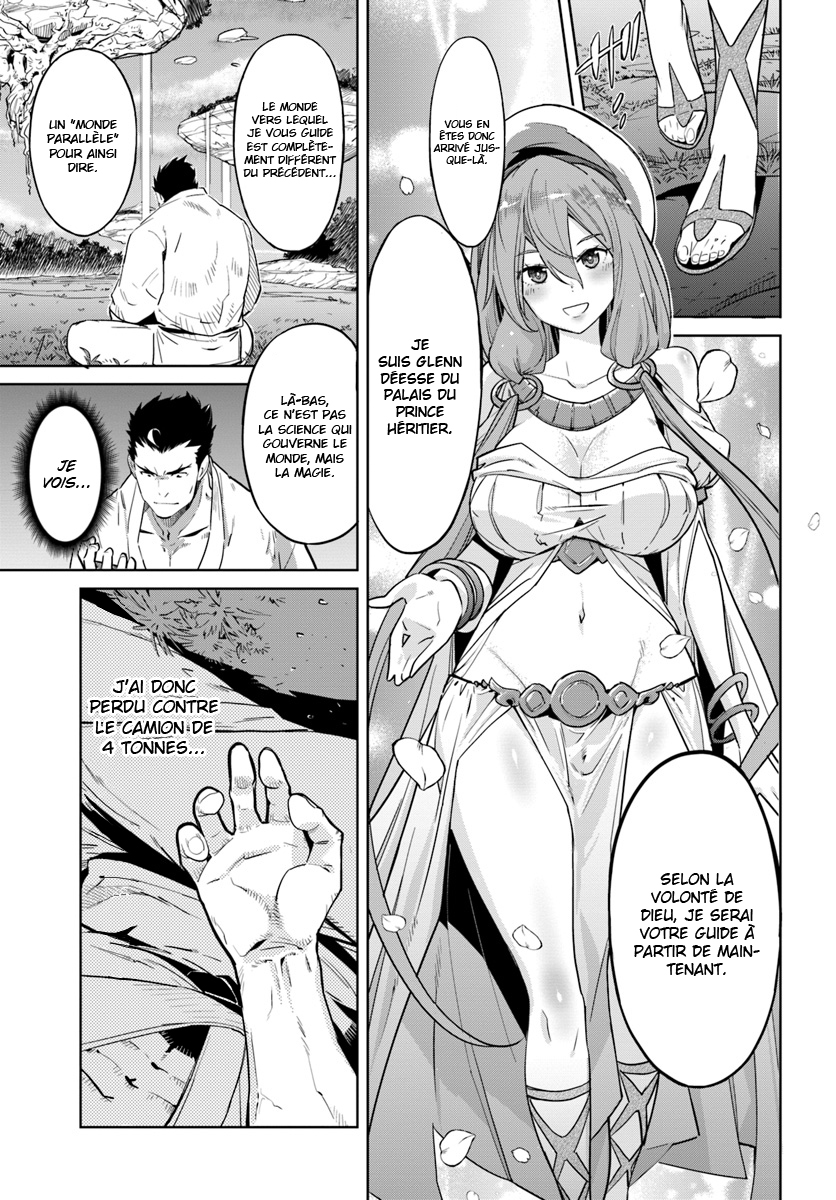 VOUS EN
ÊTES DONC
ARRIVÉ JUS-
QUE-LÀ.
JE
SUIS GLENN
DÉESSE DU
PALAIS DU
PRINCE
HÉRITIER.
SELON LA
VOLONTÉ DE
DIEU, JE SERAI
VOTRE GUIDE À
PARTIR DE MAIN-
TENANT.
LE MONDE
VERS LEQUEL
JE VOUS GUIDE
EST COMPLÈTE-
MENT DIFFÉRENT
DU PRÉCÉDENT...
UN "MONDE
PARALLÈLE"
POUR AINSI
DIRE.
LÀ-BAS,
CE N'EST PAS
LA SCIENCE QUI
GOUVERNE LE
MONDE, MAIS
LA MAGIE.
JE
VOIS...
J'AI DONC
PERDU CONTRE
LE CAMION DE
4 TONNES...